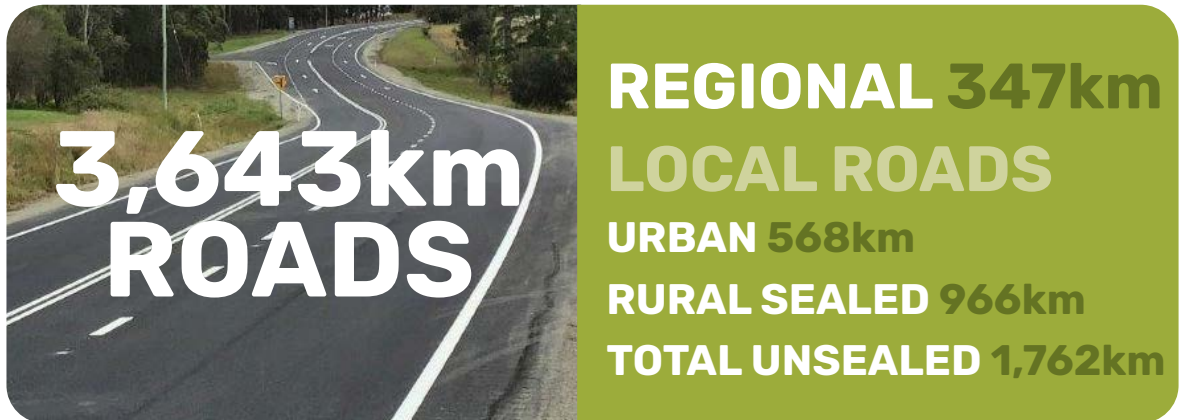 3,643km
ROADS
REGIONAL 347km
LOCAL ROADS
URBAN 568km
RURAL SEALED 966km
TOTAL UNSEALED 1,762km